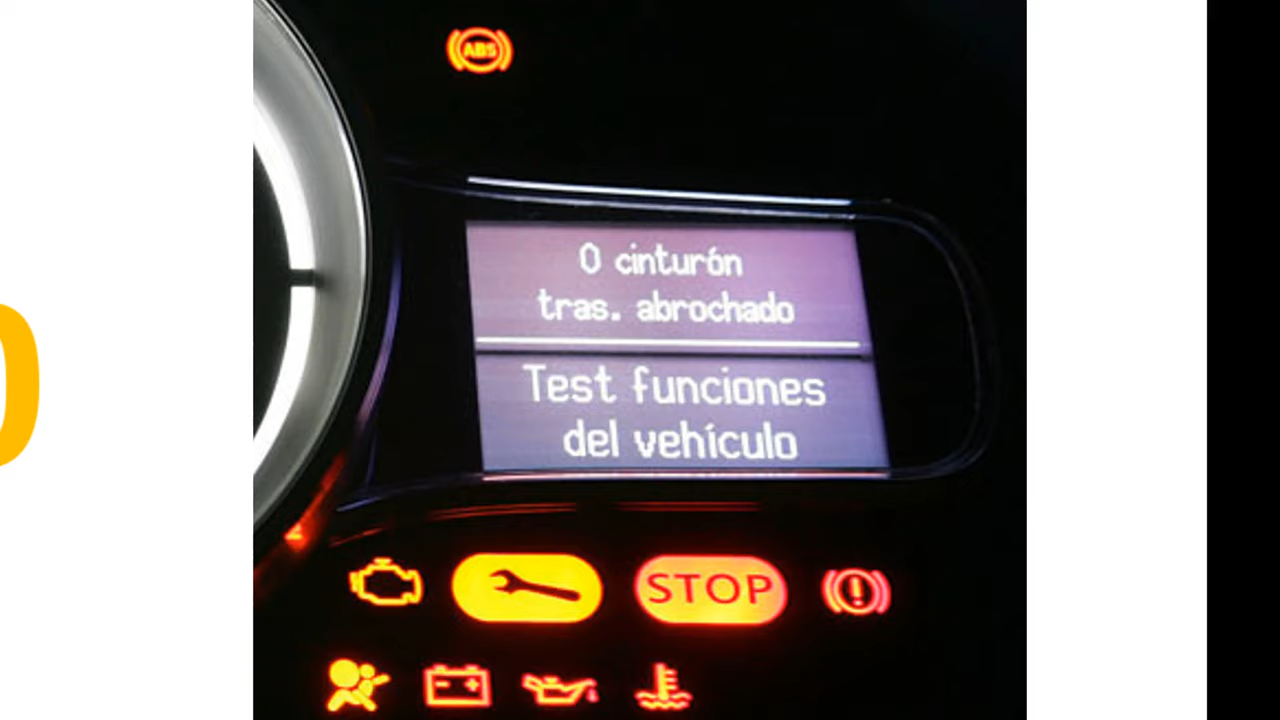 ABS
0 cinturón
tras. abrochado
Test funciones
del vehículo
STOP